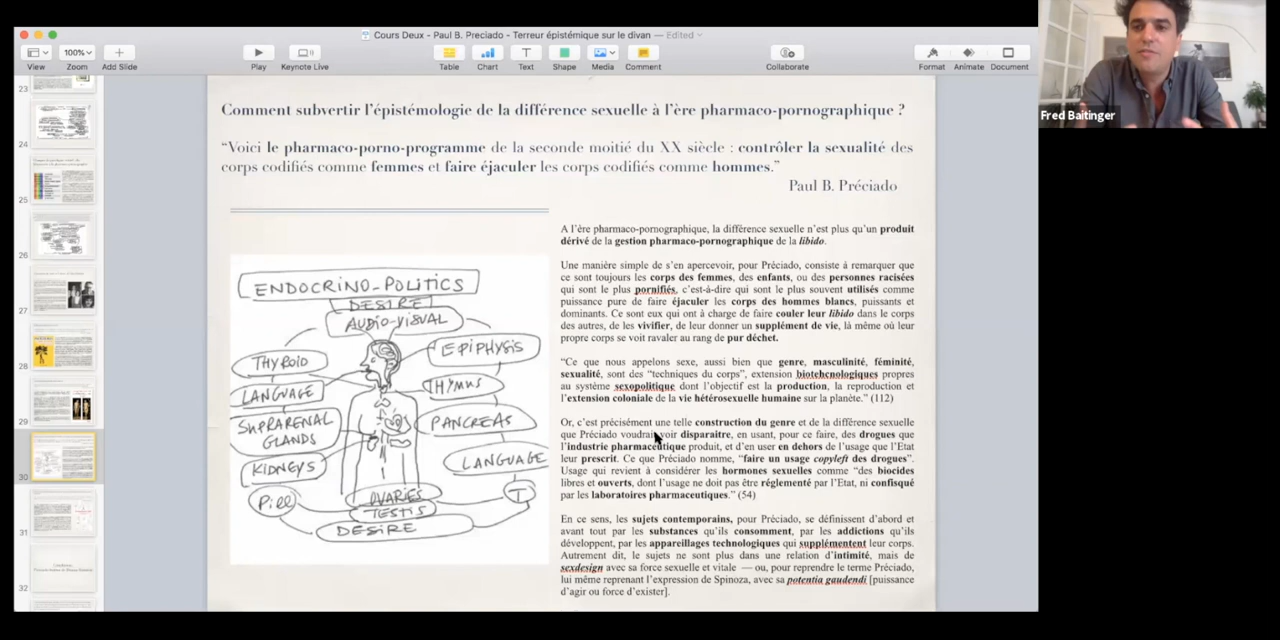 Cours Deux - Paul B. Preciado - Terreur épistémique sur le divan — Edited
100%
View
Zoom
Add Slide
Play
Keynote Live
Table
Chart
Text
Shape
Media
Comment
Collaborate
Format
Animate
Document
Fred Baitinger
23
24
25
26
27
28
29
30
31
32
Comment subvertir l’épistémologie de la différence sexuelle à l’ère pharmaco-pornographique ?
“Voici le pharmaco-porno-programme de la seconde moitié du XX siècle : contrôler la sexualité des
corps codifiés comme femmes et faire éjaculer les corps codifiés comme hommes.”
Paul B. Préciado
ENDOCRINO-POLITICS
DESIRE
AUDIO-VISUAL
THYROID
EPIPHYSIS
LANGUAGE
THYMUS
SUPRARENAL
GLANDS
PANCREAS
KIDNEYS
LANGUAGE
Pill
OVARIES
T
TESTIS
DESIRE
A l’ère pharmaco-pornographique, la différence sexuelle n’est plus qu’un produit
dérivé de la gestion pharmaco-pornographique de la libido.
Une manière simple de s’en apercevoir, pour Préciado, consiste à remarquer que
ce sont toujours les corps des femmes, des enfants, ou des personnes racisées
qui sont le plus pornifiés, c’est-à-dire qui sont le plus souvent utilisés comme
puissance pure de faire éjaculer les corps des hommes blancs, puissants et
dominants. Ce sont eux qui ont à charge de faire couler leur libido dans le corps
des autres, de les vivifier, de leur donner un supplément de vie, là même où leur
propre corps se voit ravaler au rang de pur déchet.
“Ce que nous appelons sexe, aussi bien que genre, masculinité, féminité,
sexualité, sont des “techniques du corps”, extension biotehcnologiques propres
au système sexopolitique dont l’objectif est la production, la reproduction et
l’extension coloniale de la vie hétérosexuelle humaine sur la planète.” (112)
Or, c’est précisément une telle construction du genre et de la différence sexuelle
que Préciado voudrai voir disparaitre, en usant, pour ce faire, des drogues que
l’industrie pharmaceutique produit, et d’en user en dehors de l’usage que l’Etat
leur prescrit. Ce que Préciado nomme, “faire un usage copyleft des drogues”.
Usage qui revient à considérer les hormones sexuelles comme “des biocides
libres et ouverts, dont l’usage ne doit pas être réglementé par l’Etat, ni confisqué
par les laboratoires pharmaceutiques.” (54)
En ce sens, les sujets contemporains, pour Préciado, se définissent d’abord et
avant tout par les substances qu’ils consomment, par les addictions qu’ils
développent, par les appareillages technologiques qui supplémentent leur corps.
Autrement dit, le sujets ne sont plus dans une relation d’intimité, mais de
sexdesign avec sa force sexuelle et vitale — ou, pour reprendre le terme Préciado,
lui même reprenant l’expression de Spinoza, avec sa potentia gaudendi [puissance
d’agir ou force d’exister].